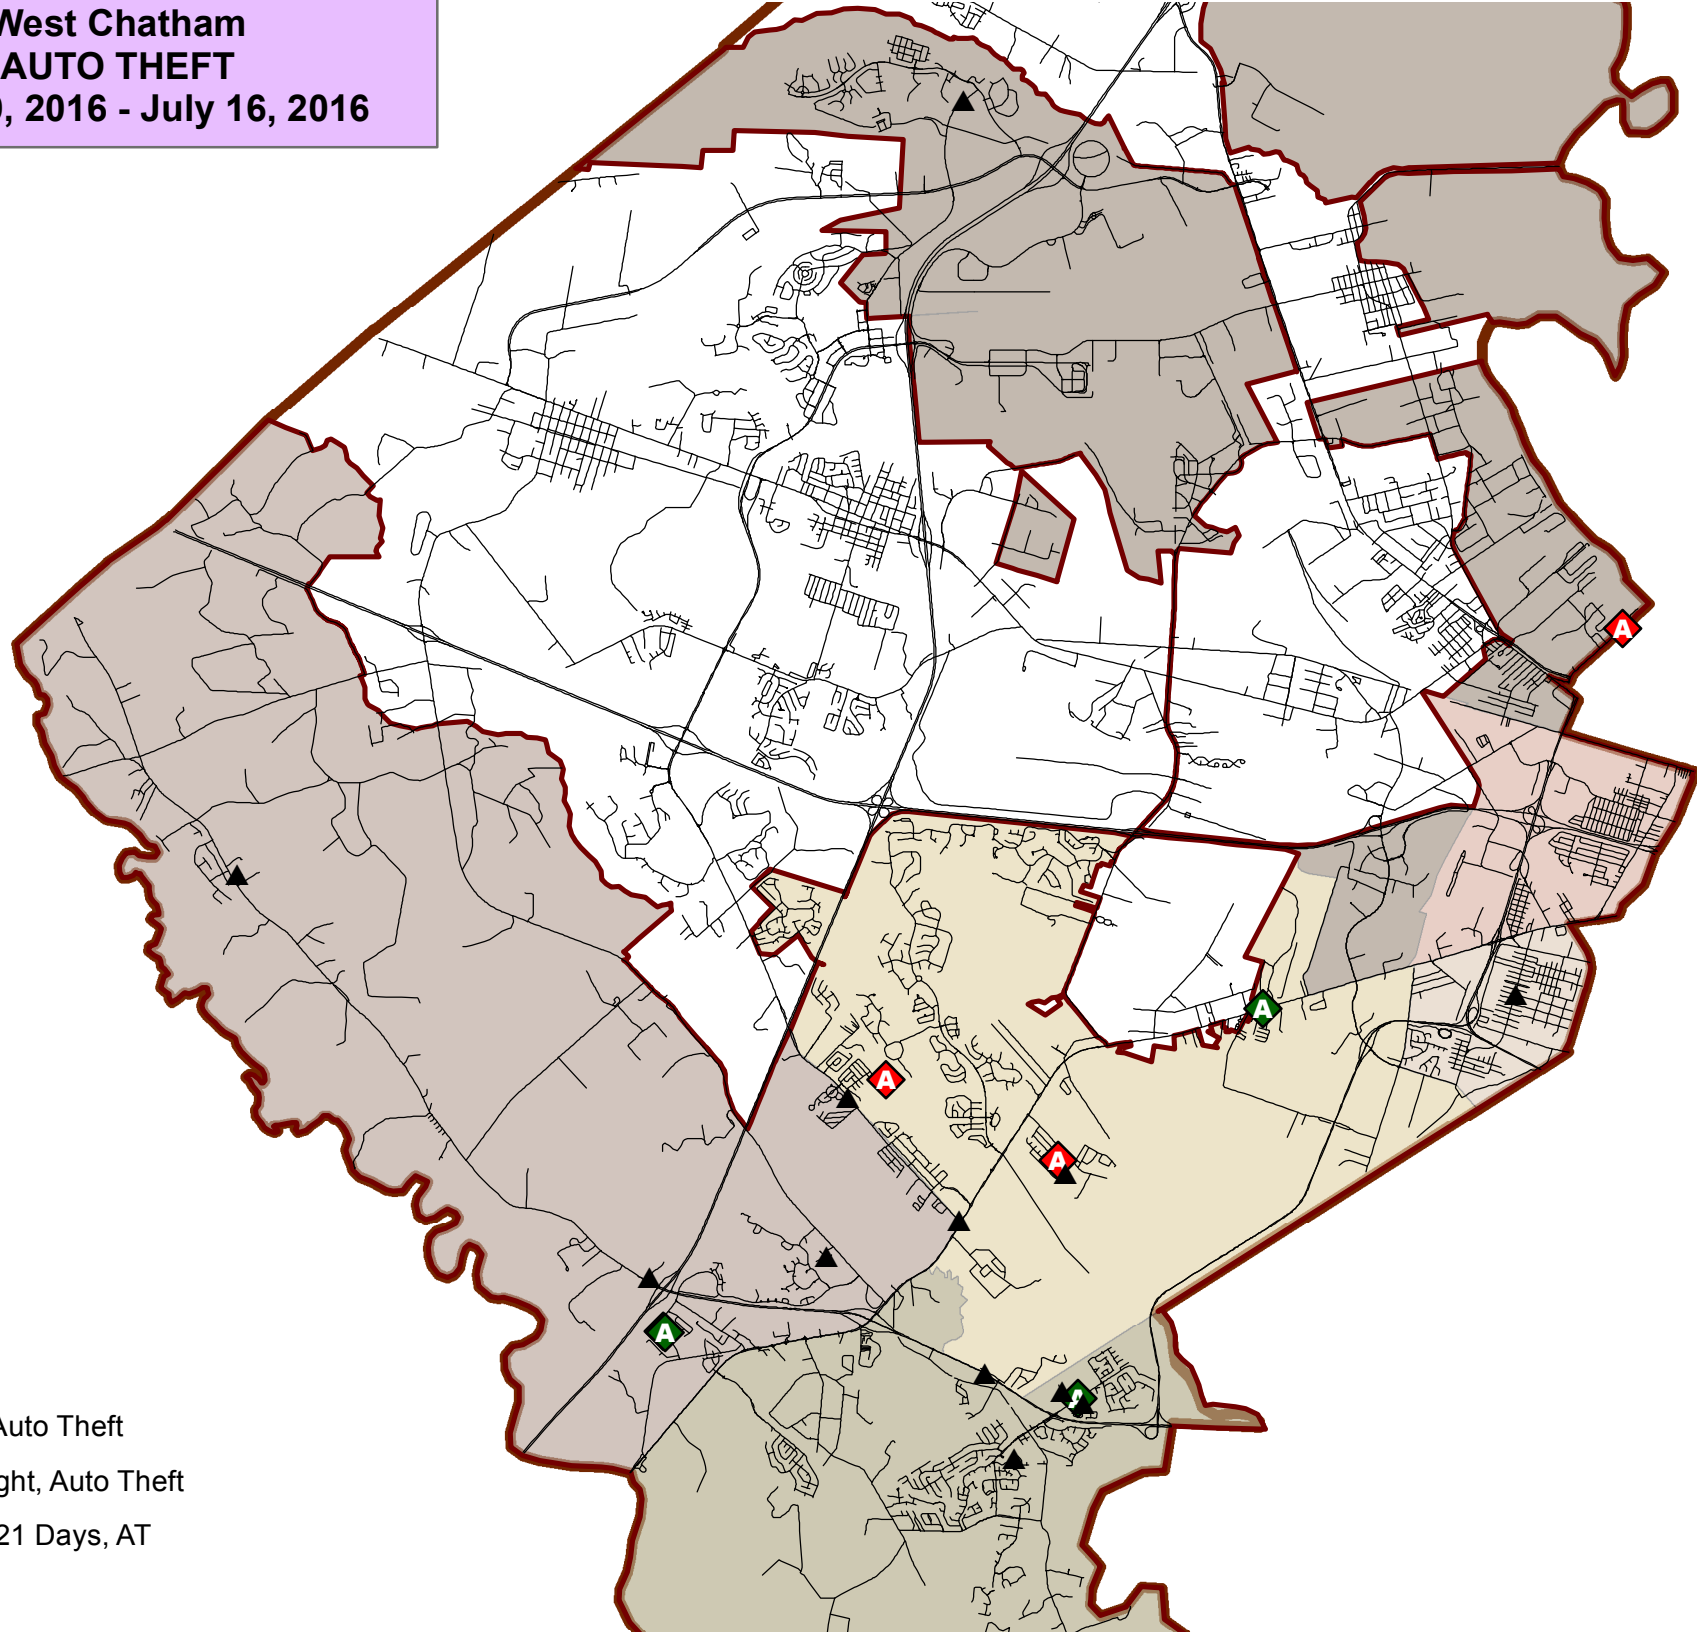 West Chatham
AUTO THEFT
, 2016 - July 16, 2016
A
A
A
A
A
A
Auto Theft
ght, Auto Theft
21 Days, AT